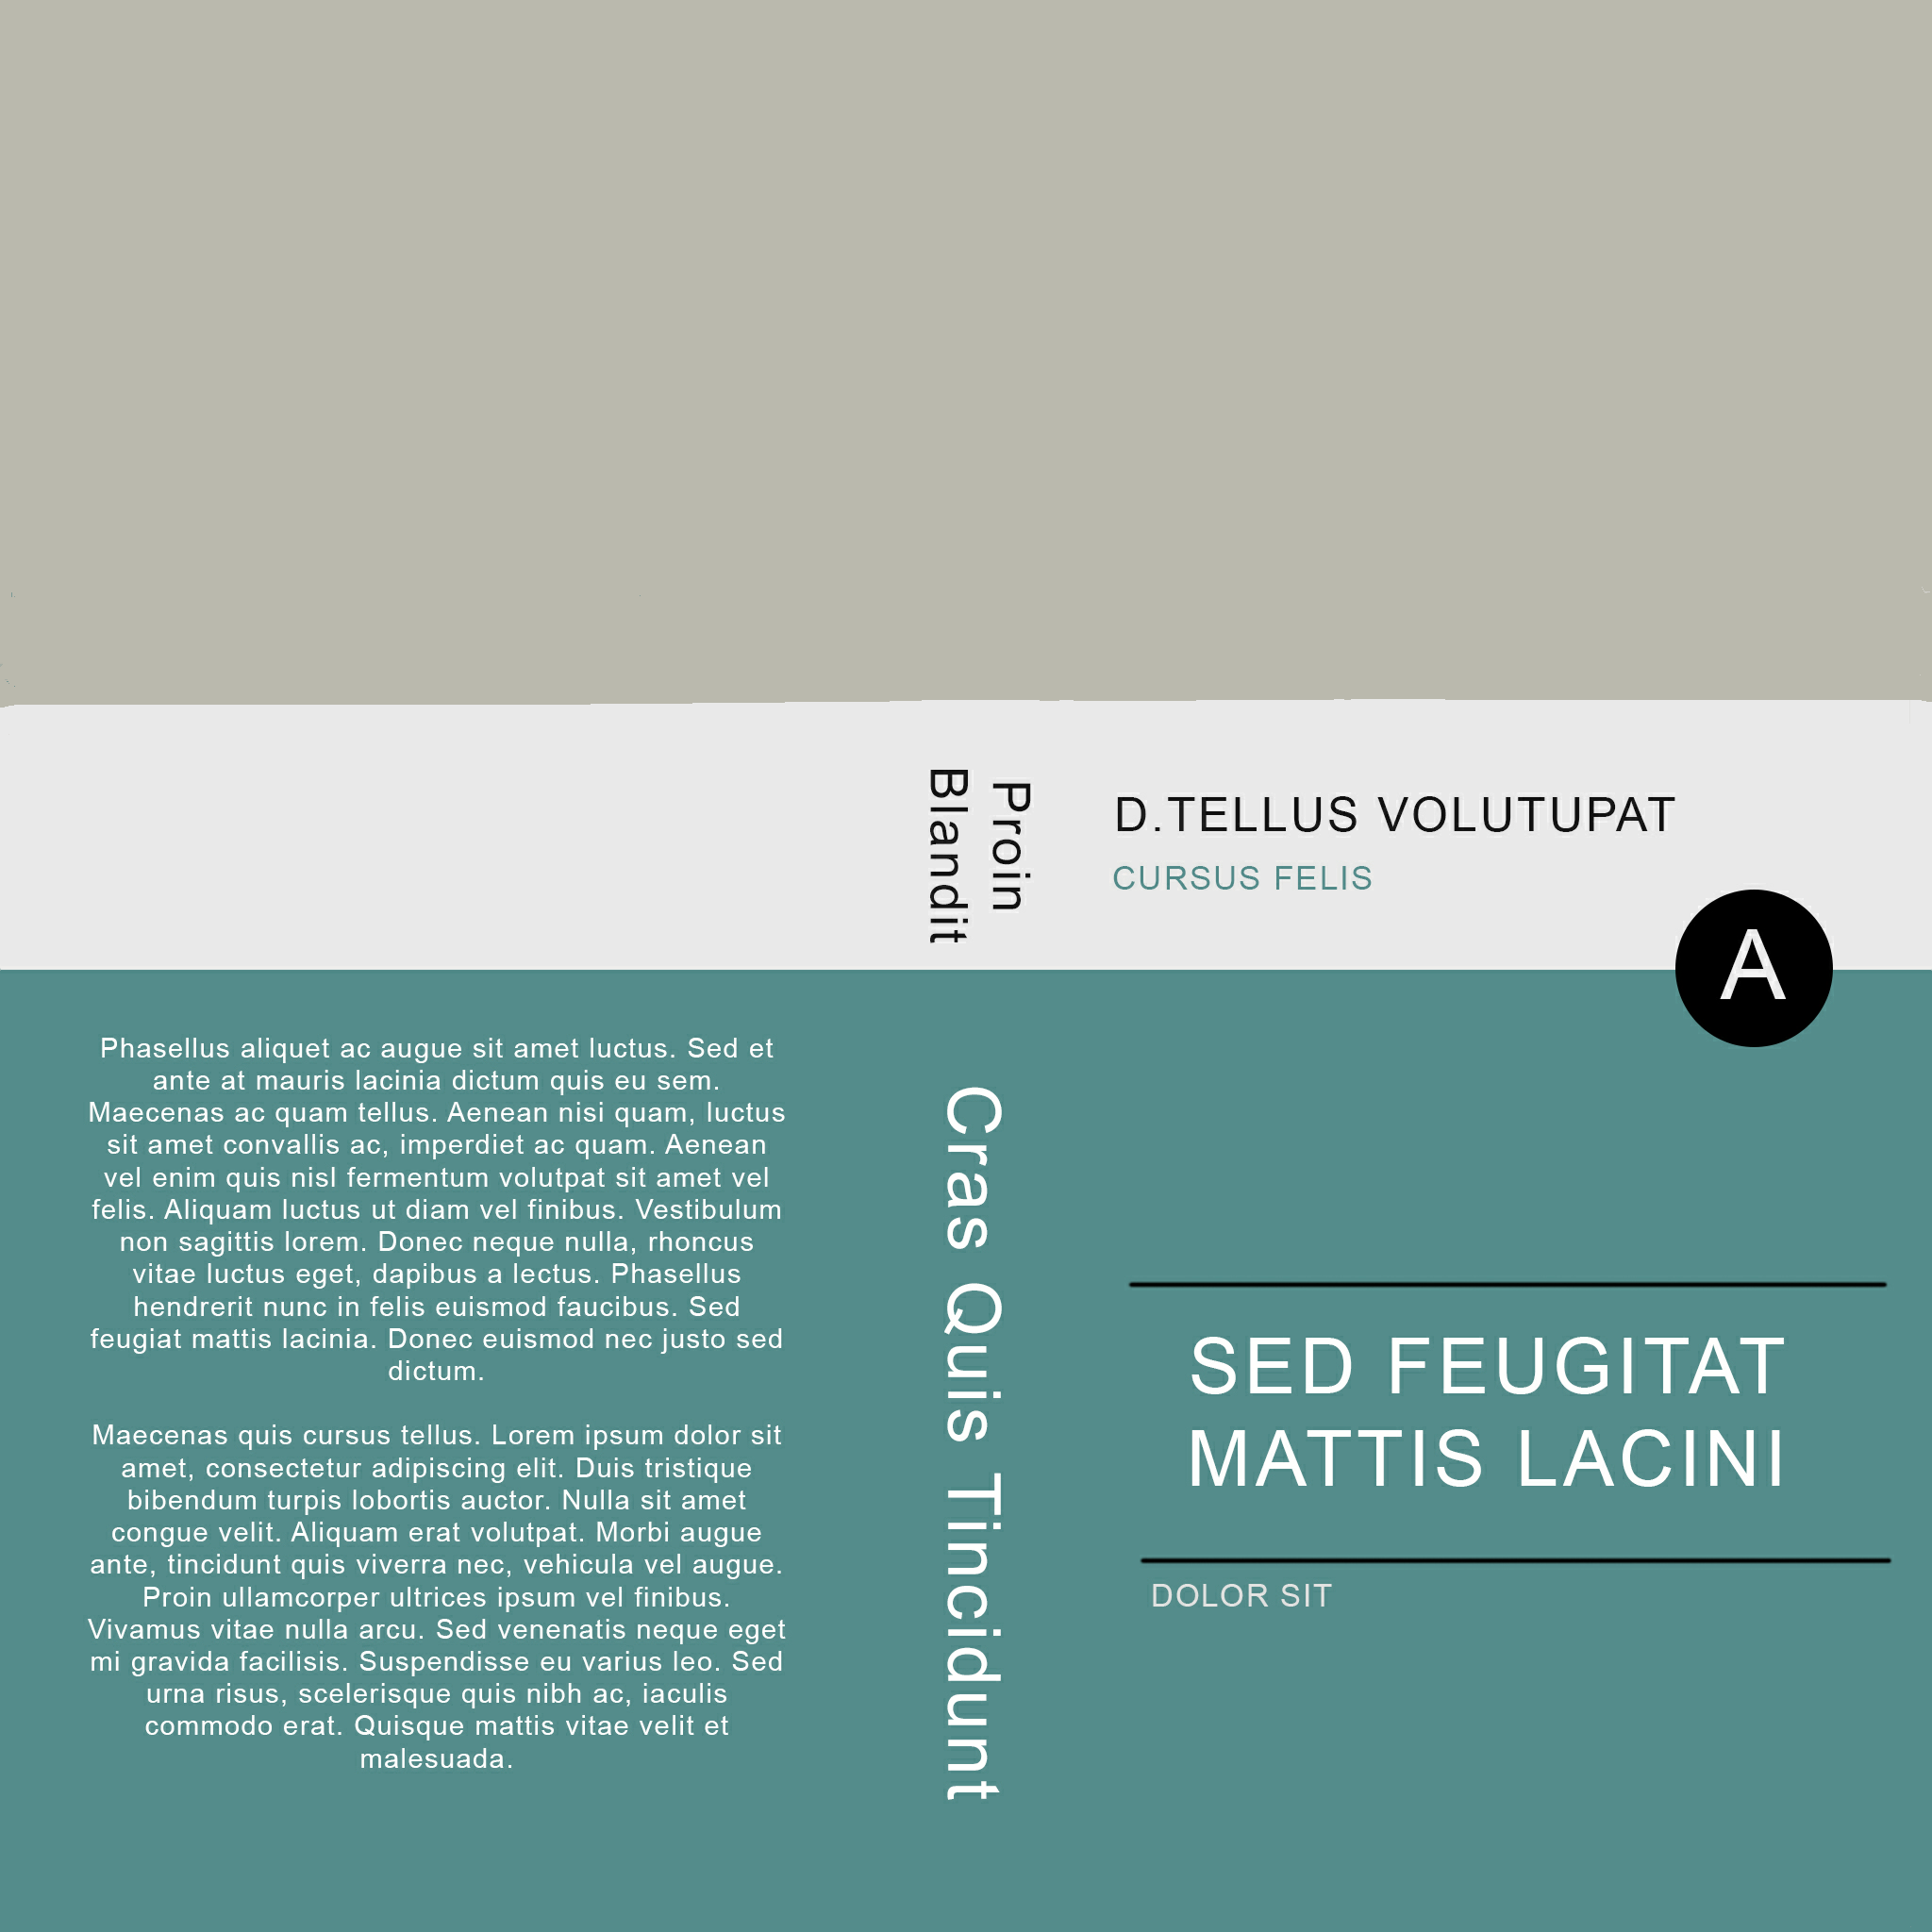 Phasellus aliquet ac augue sit amet luctus. Sed et
ante at mauris lacinia dictum quis eu sem.
Maecenas ac quam tellus. Aenean nisi quam, luctus
sit amet convallis ac, imperdiet ac quam. Aenean
vel enim quis nisl fermentum volutpat sit amet vel
felis. Aliquam luctus ut diam vel finibus. Vestibulum
non sagittis lorem. Donec neque nulla, rhoncus
vitae luctus eget, dapibus a lectus. Phasellus
hendrerit nunc in felis euismod faucibus. Sed
feugiat mattis lacinia. Donec euismod nec justo sed
dictum.
Maecenas quis cursus tellus. Lorem ipsum dolor sit
amet, consectetur adipiscing elit. Duis tristique
bibendum turpis lobortis auctor. Nulla sit amet
congue velit. Aliquam erat volutpat. Morbi augue
ante, tincidunt quis viverra nec, vehicula vel augue.
Proin ullamcorper ultrices ipsum vel finibus.
Vivamus vitae nulla arcu. Sed venenatis neque eget
mi gravida facilisis. Suspendisse eu varius leo. Sed
urna risus, scelerisque quis nibh ac, iaculis
commodo erat. Quisque mattis vitae velit et
malesuada.
Proin
Blandit
Cras Quis Tincidunt
D.TELLUS VOLUTUPAT
CURSUS FELIS
A
SED FEUGITAT
MATTIS LACINI
DOLOR SIT